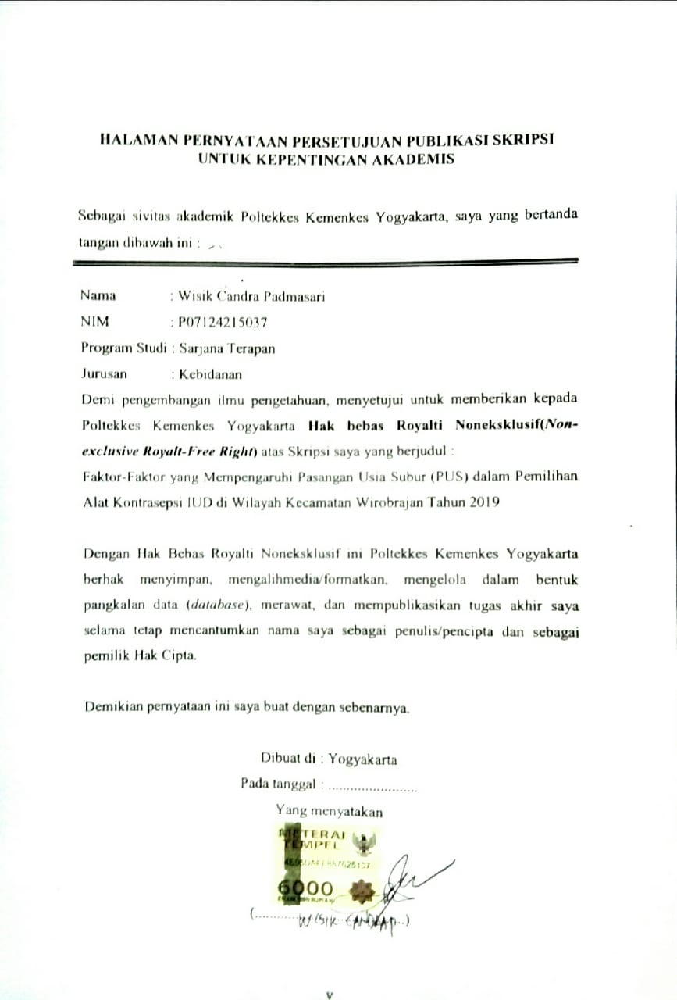 HALAMAN PERNYATAAN PERSETUJUAN PUBLIKASI SKRIPSI
UNTUK KEPENTINGAN AKADEMIS
Sebagai sivitas akademik Poltekkes Kemenkes Yogyakarta, saya yang bertanda
tangan dibawah ini :
Nama : Wisik Candra Padmasari
NIM : P07124215037
Program Studi : Sarjana Terapan
Jurusan : Kebidanan
Demi pengembangan ilmu pengetahuan, menyetujui untuk memberikan kepada
Poltekkes Kemenkes Yogyakarta Hak bebas Royalti Noneksklusif(Non-
exclusive Royalt-Free Right) atas Skripsi saya yang berjudul :
Faktor-Faktor yang Mempengaruhi Pasangan Usia Subur (PUS) dalam Pemilihan
Alat Kontrasepsi IUD di Wilayah Kecamatan Wirobrajan Tahun 2019
Dengan Hak Bebas Royalti Noneksklusif ini Poltekkes Kemenkes Yogyakarta
berhak menyimpan, mengalihmedia/formatkan, mengelola dalam bentuk
pangkalan data (database), merawat, dan mempublikasikan tugas akhir saya
selama tetap mencantumkan nama saya sebagai penulis/pencipta dan sebagai
pemilik Hak Cipta.
Demikian pernyataan ini saya buat dengan sebenarnya.
Dibuat di : Yogyakarta
Pada tanggal : ........................
Yang menyatakan
METERAI
TEMPEL
6000
ENAM RIBU RUPIAH
(...........WISIK CANDRA P..)
v